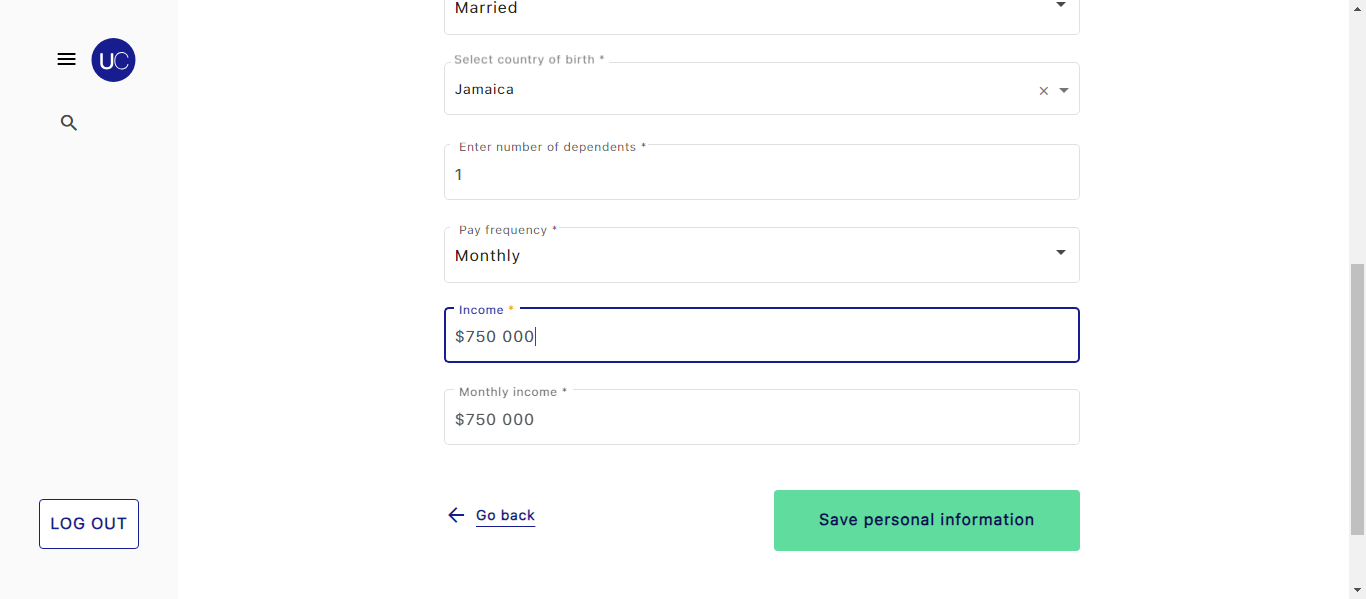 Married
UC
Select country of birth *
Jamaica
Enter number of dependents *
1
Pay frequency *
Monthly
Income *
$750 000
Monthly income *
$750 000
Go back
Save personal information
LOG OUT